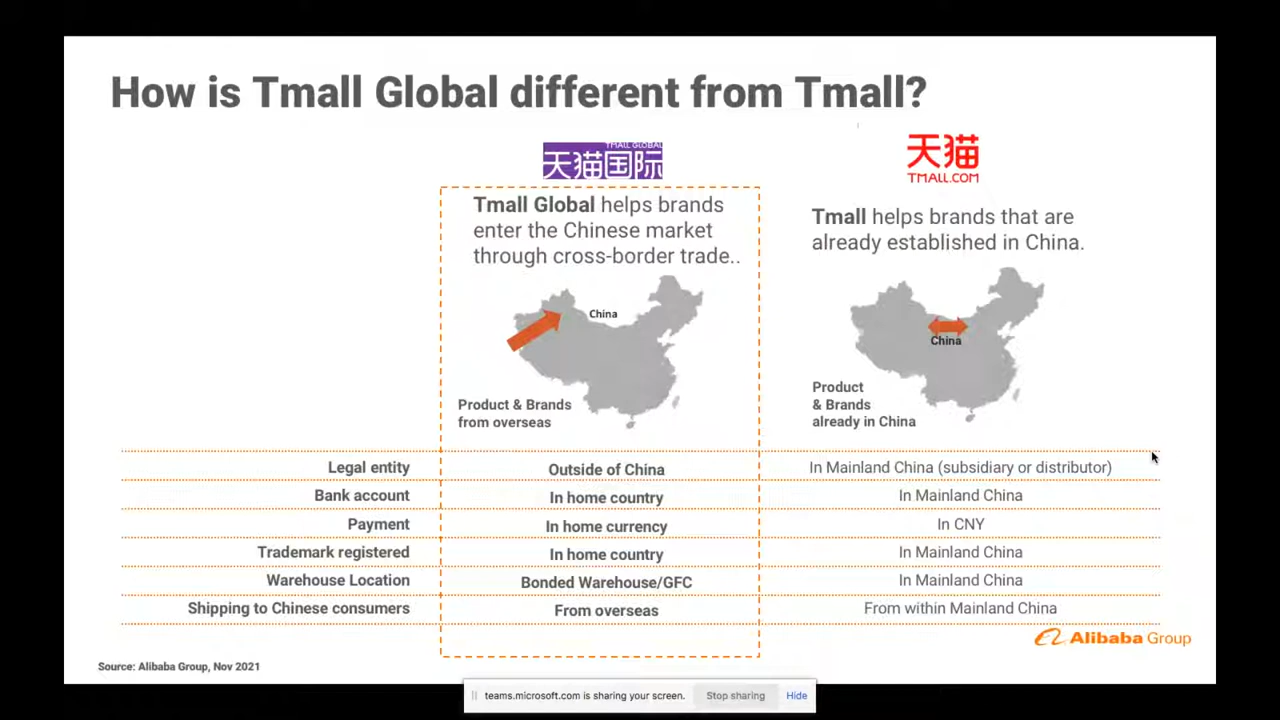 How is Tmall Global different from Tmall?
TMALL GLOBAL
天猫国际
天猫
TMALL.COM
Tmall Global helps brands
enter the Chinese market
through cross-border trade..
Tmall helps brands that are
already established in China.
China
China
Product & Brands
from overseas
Product
& Brands
already in China
Legal entity Outside of China In Mainland China (subsidiary or distributor)
Bank account In home country In Mainland China
Payment In home currency In CNY
Trademark registered In home country In Mainland China
Warehouse Location Bonded Warehouse/GFC In Mainland China
Shipping to Chinese consumers From overseas From within Mainland China
Alibaba Group
Source: Alibaba Group, Nov 2021
teams.microsoft.com is sharing your screen. Stop sharing Hide